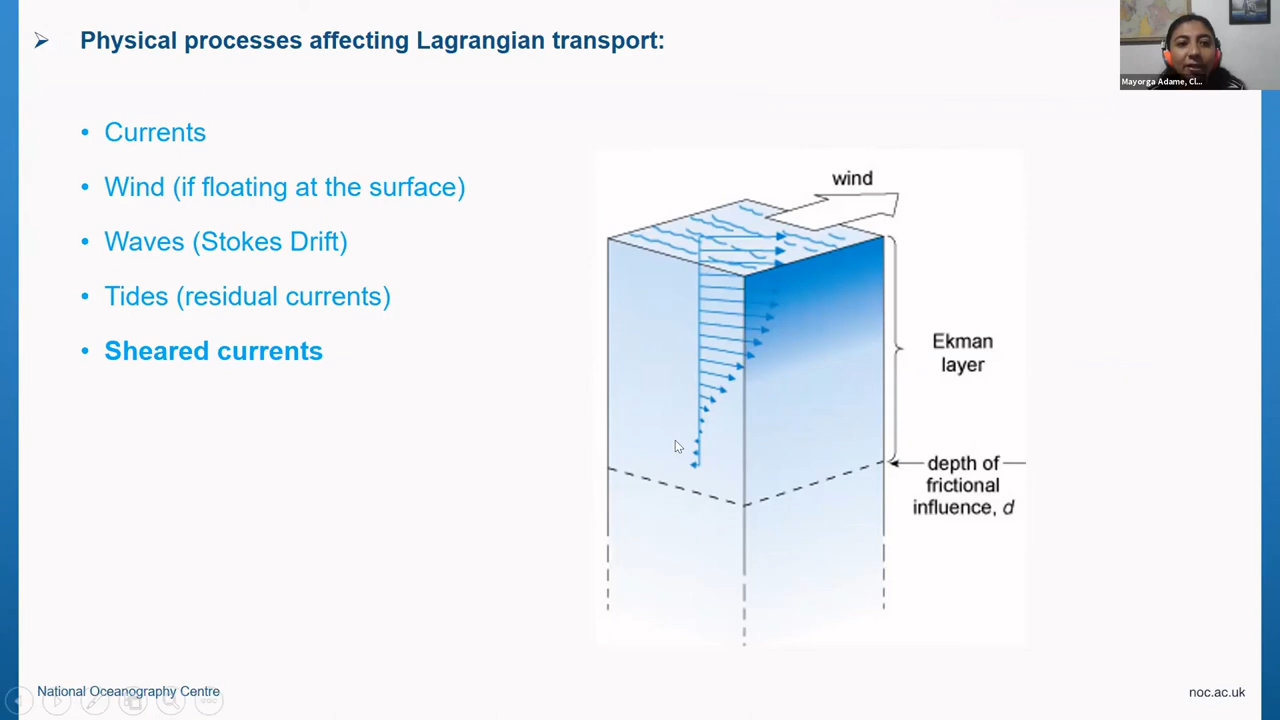 Physical processes affecting Lagrangian transport:
Mayorga Adame, Cl...
• Currents
• Wind (if floating at the surface)
• Waves (Stokes Drift)
• Tides (residual currents)
• Sheared currents
wind
Ekman
layer
depth of
frictional
influence, d
National Oceanography Centre
noc.ac.uk